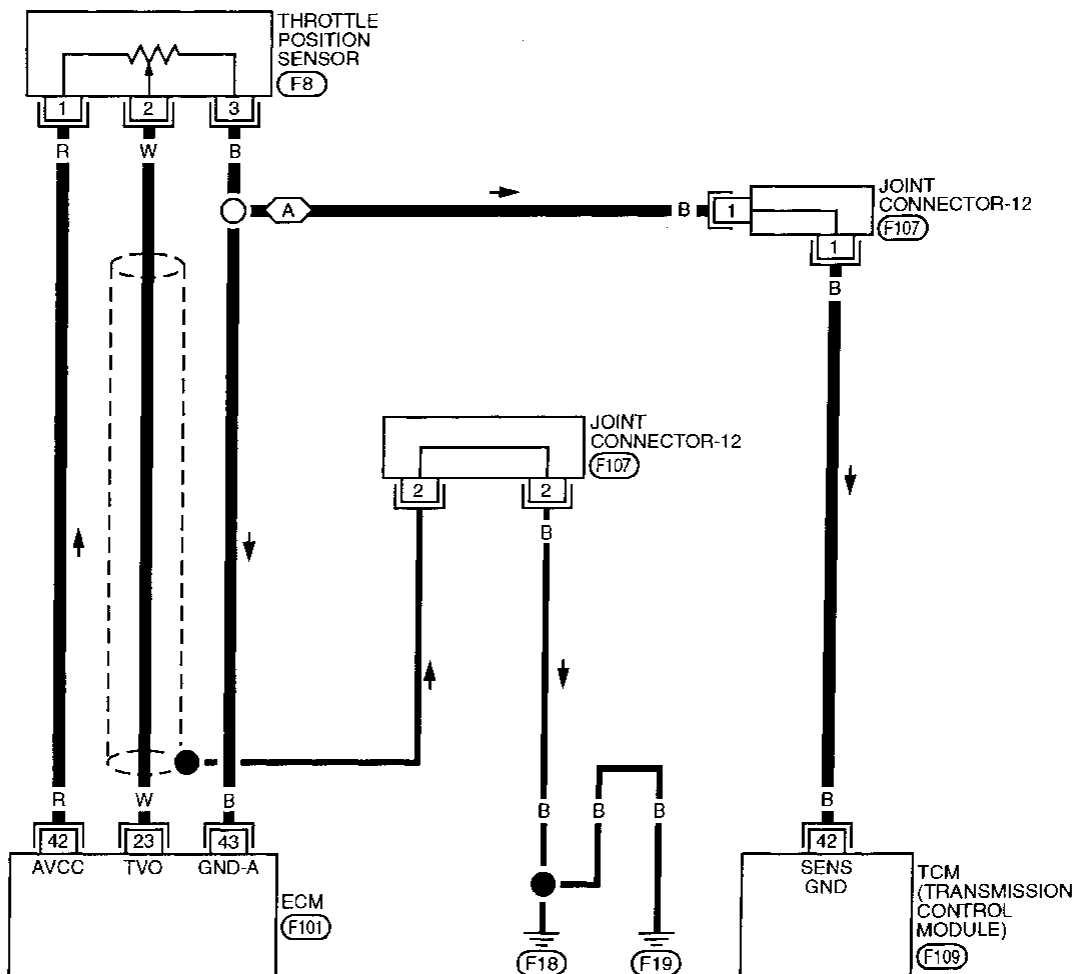 THROTTLE
POSITION
SENSOR
F8
1 2 3
R W B
A
B
1
JOINT
CONNECTOR-12
F107
1
B
JOINT
CONNECTOR-12
F107
2 2
B
R W B
B B B
B
42 23 43
AVCC TVO GND-A
ECM
F101
F18 F19
42
SENS
GND
TCM
(TRANSMISSION
CONTROL
MODULE)
F109